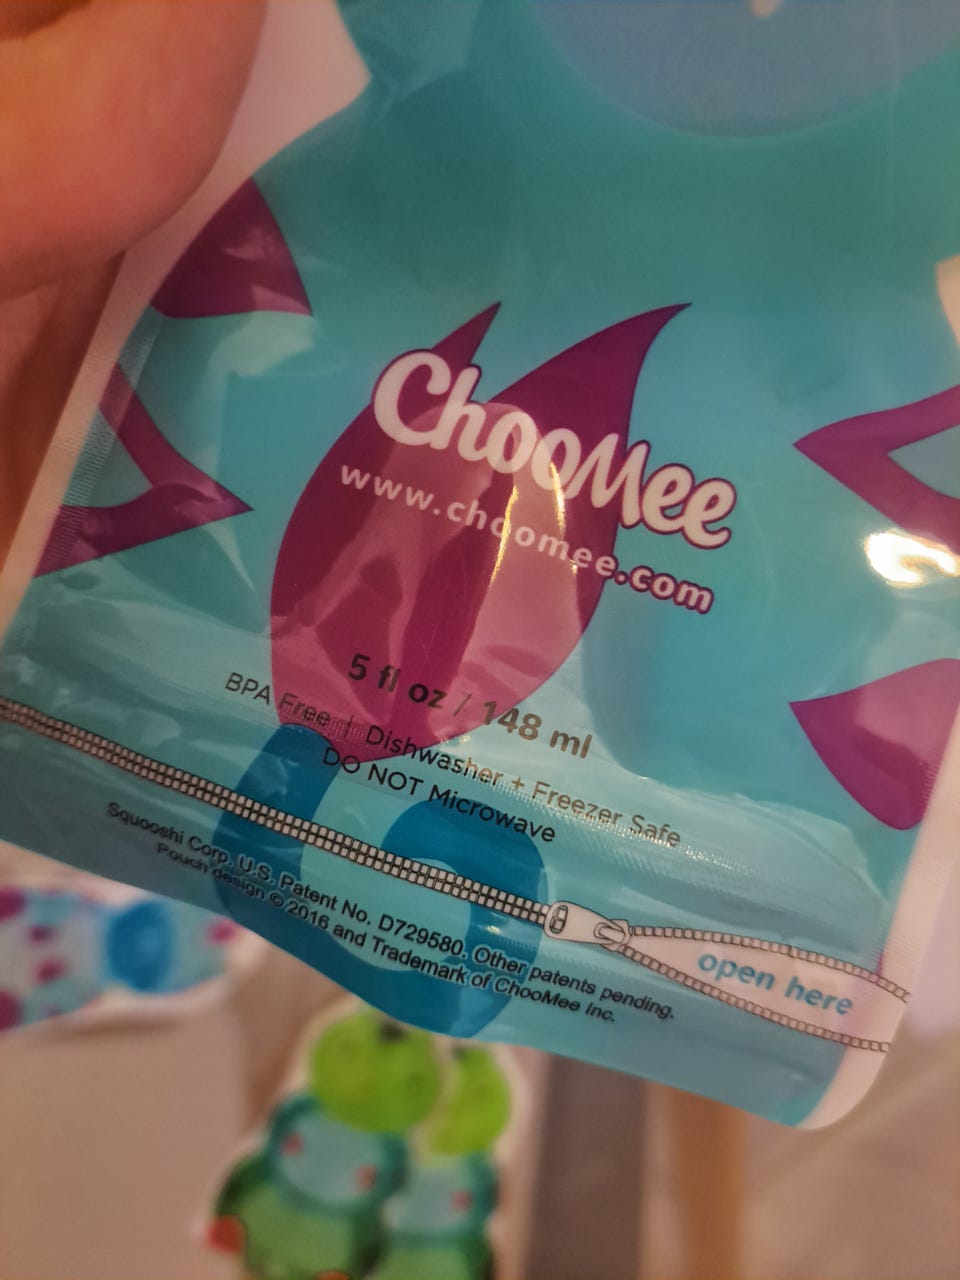 ChooMee
www.choomee.com
5 fl oz / 148 ml
BPA Free | Dishwasher + Freezer Safe
DO NOT Microwave
open here
Squooshi Corp. U.S. Patent No. D729580. Other patents pending.
Pouch design © 2016 and Trademark of ChooMee Inc.